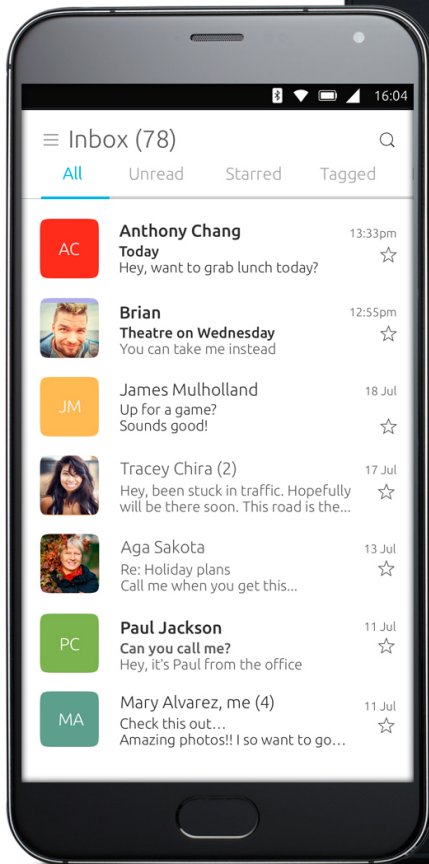 16:04
Inbox (78)
All Unread Starred Tagged
AC
Anthony Chang 13:33pm
Today
Hey, want to grab lunch today?
Brian 12:55pm
Theatre on Wednesday
You can take me instead
JM
James Mulholland 18 Jul
Up for a game?
Sounds good!
Tracey Chira (2) 17 Jul
Hey, been stuck in traffic. Hopefully
will be there soon. This road is the...
Aga Sakota 13 Jul
Re: Holiday plans
Call me when you get this...
PC
Paul Jackson 11 Jul
Can you call me?
Hey, it's Paul from the office
MA
Mary Alvarez, me (4) 11 Jul
Check this out...
Amazing photos!! I so want to go...